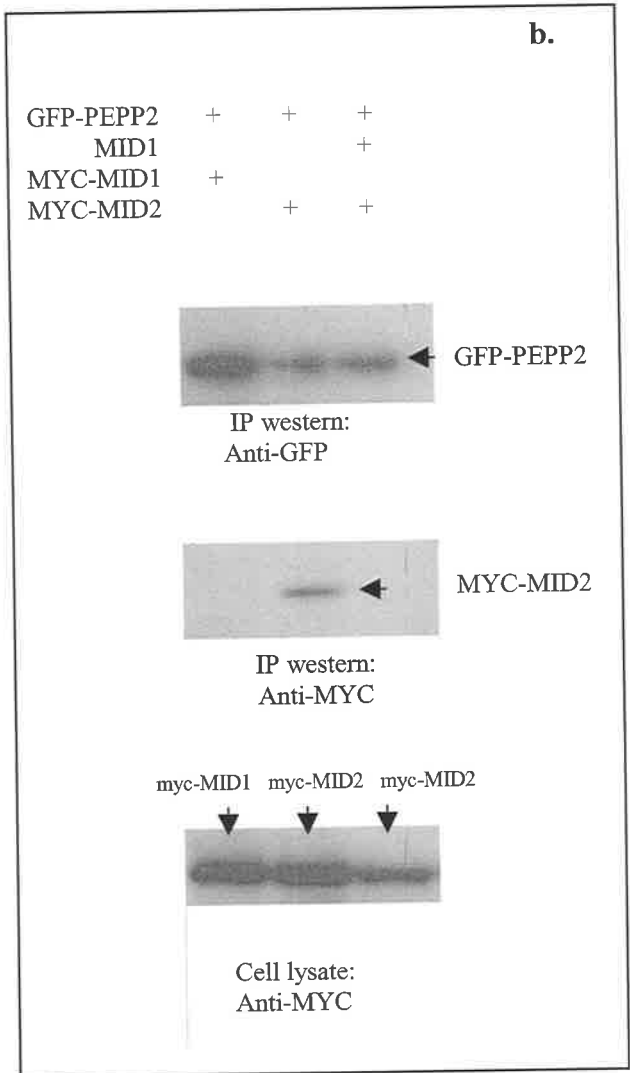 b.
GFP-PEPP2 + + +
MID1 +
MYC-MID1 +
MYC-MID2 + +
GFP-PEPP2
IP western:
Anti-GFP
MYC-MID2
IP western:
Anti-MYC
myc-MID1 myc-MID2 myc-MID2
Cell lysate:
Anti-MYC